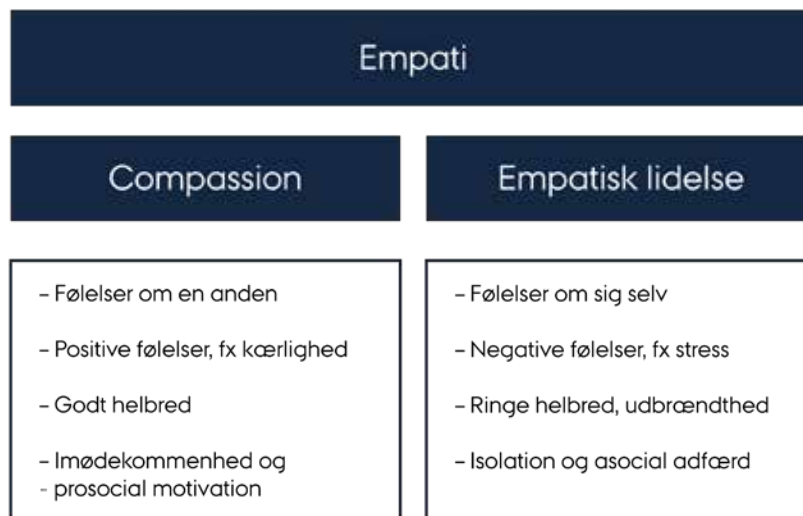 Empati
Compassion
Empatisk lidelse
– Følelser om en anden
– Positive følelser, fx kærlighed
– Godt helbred
– Imødekommenhed og
- prosocial motivation
– Følelser om sig selv
– Negative følelser, fx stress
– Ringe helbred, udbrændthed
– Isolation og asocial adfærd